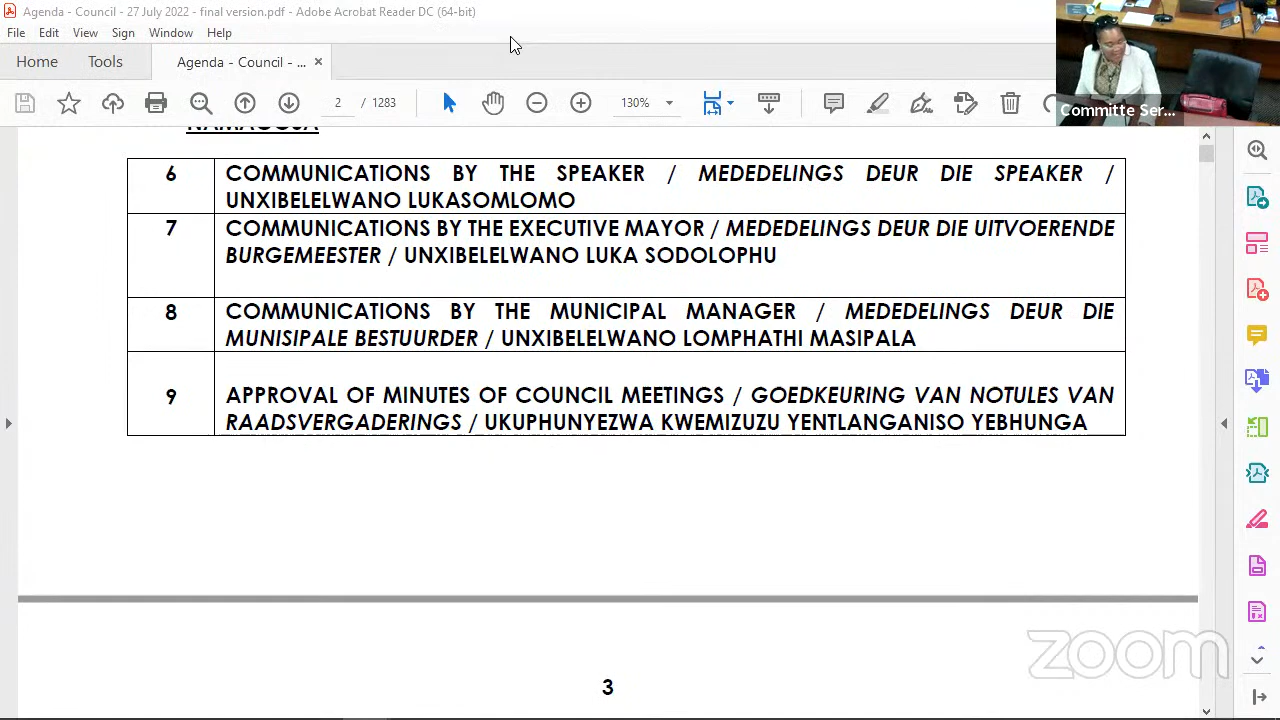 Agenda - Council - 27 July 2022 - final version.pdf - Adobe Acrobat Reader DC (64-bit)
File Edit View Sign Window Help
Home Tools Agenda - Council - ... ×
2 / 1283 130%
Committe Ser...
6 COMMUNICATIONS BY THE SPEAKER / MEDEDELINGS DEUR DIE SPEAKER /
UNXIBELELWANO LUKASOMLOMO
7 COMMUNICATIONS BY THE EXECUTIVE MAYOR / MEDEDELINGS DEUR DIE UITVOERENDE
BURGEMEESTER / UNXIBELELWANO LUKA SODOLOPHU
8 COMMUNICATIONS BY THE MUNICIPAL MANAGER / MEDEDELINGS DEUR DIE
MUNISIPALE BESTUURDER / UNXIBELELWANO LOMPHATHI MASIPALA
9 APPROVAL OF MINUTES OF COUNCIL MEETINGS / GOEDKEURING VAN NOTULES VAN
RAADSVERGADERINGS / UKUPHUNYEZWA KWEMIZUZU YENTLANGANISO YEBHUNGA
zoom
3